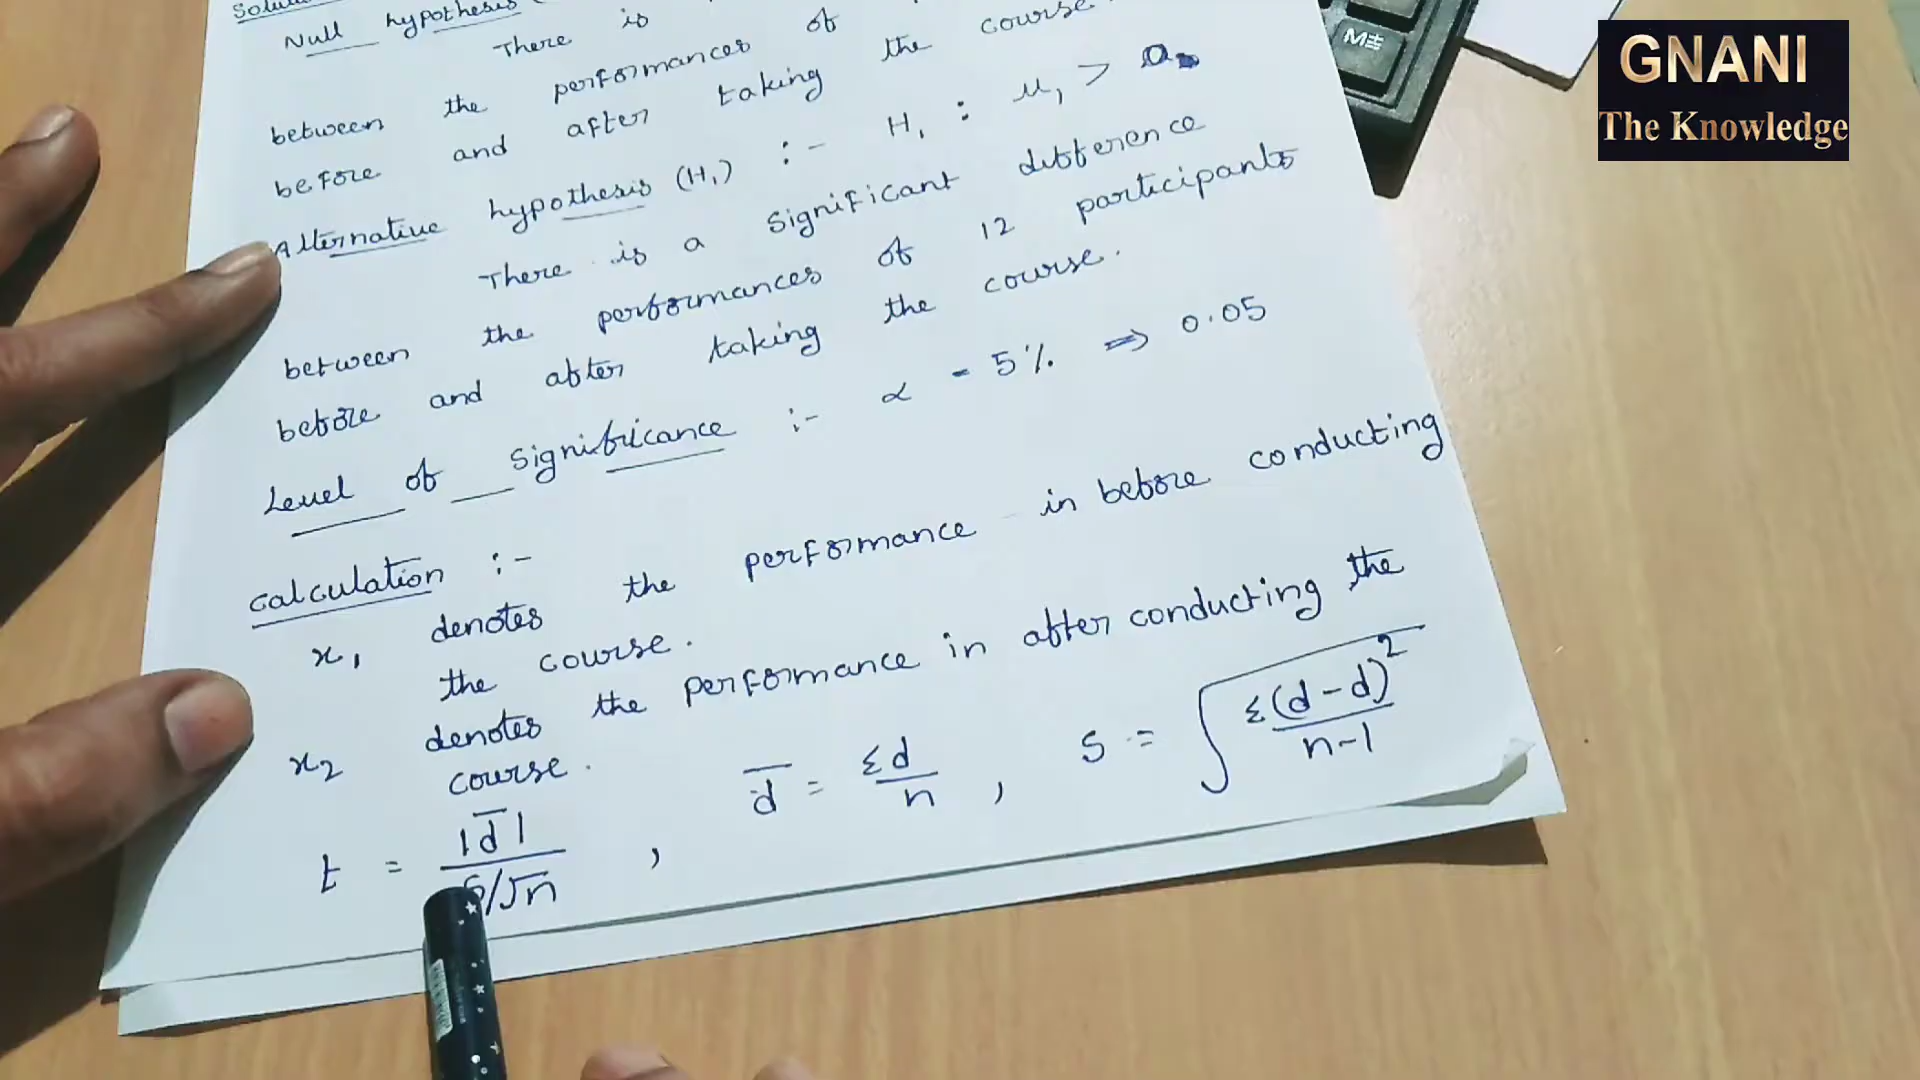 Null hypothesis
There is
between the performances of
before and after taking the course
Alternative hypothesis (H₁) :- H₁ : μ₁ >
There is a significant difference
between the performances of 12 participants
before and after taking the course.
Level of significance :- α = 5% ⇒ 0.05
calculation :-
x₁ denotes the performance in before conducting
the course.
x₂ denotes the performance in after conducting the
course.
t = |d̅| / S/√n , d̅ = Σd/n , S = √Σ(d-d)²/n-1
M±
GNANI
The Knowledge